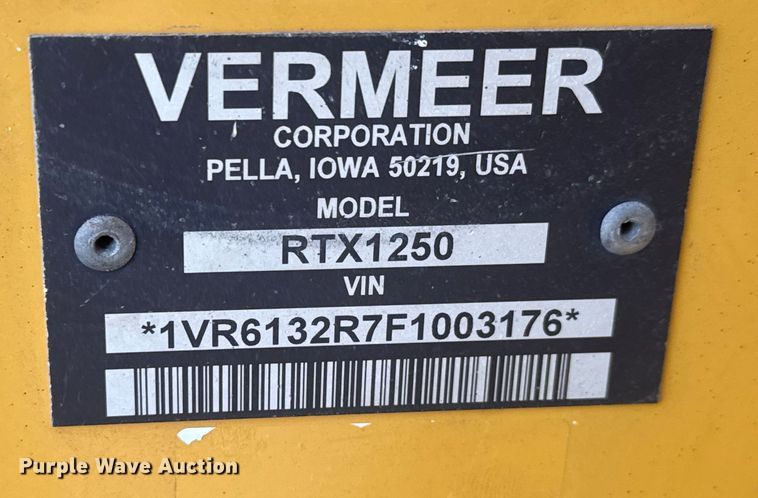 VERMEER
CORPORATION
PELLA, IOWA 50219, USA
MODEL
RTX1250
VIN
*1VR6132R7F1003176*
Purple Wave Auction